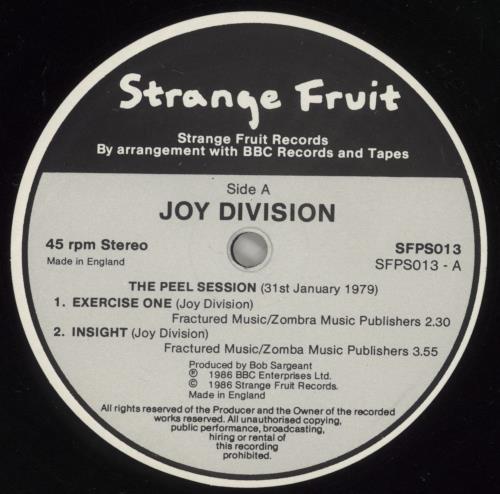 Strange Fruit
Strange Fruit Records
By arrangement with BBC Records and Tapes
Side A
JOY DIVISION
45 rpm Stereo
Made in England
SFPS013
SFPS013 - A
THE PEEL SESSION (31st January 1979)
1. EXERCISE ONE (Joy Division)
Fractured Music/Zombra Music Publishers 2.30
2. INSIGHT (Joy Division)
Fractured Music/Zomba Music Publishers 3.55
Produced by Bob Sargeant
℗ 1986 BBC Enterprises Ltd.
© 1986 Strange Fruit Records.
Made in England
All rights reserved of the Producer and the Owner of the recorded
works reserved. All unauthorised copying,
public performance, broadcasting,
hiring or rental of
this recording
prohibited.